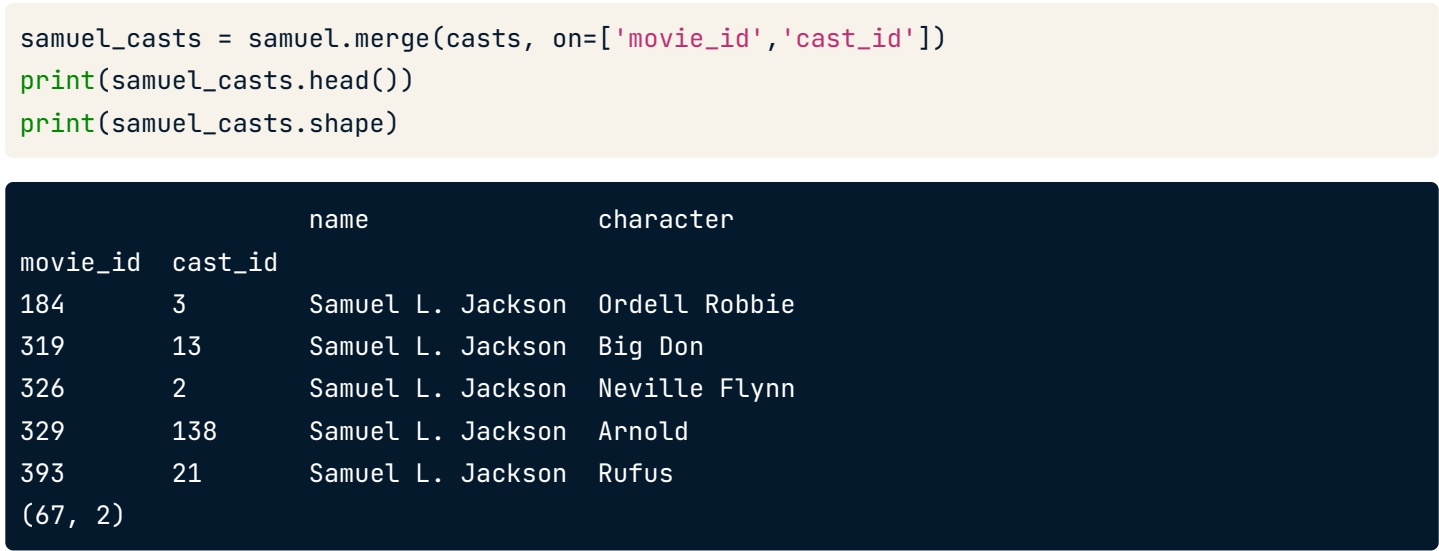 samuel_casts = samuel.merge(casts, on=['movie_id','cast_id'])
print(samuel_casts.head())
print(samuel_casts.shape)
name character
movie_id cast_id
184 3 Samuel L. Jackson Ordell Robbie
319 13 Samuel L. Jackson Big Don
326 2 Samuel L. Jackson Neville Flynn
329 138 Samuel L. Jackson Arnold
393 21 Samuel L. Jackson Rufus
(67, 2)